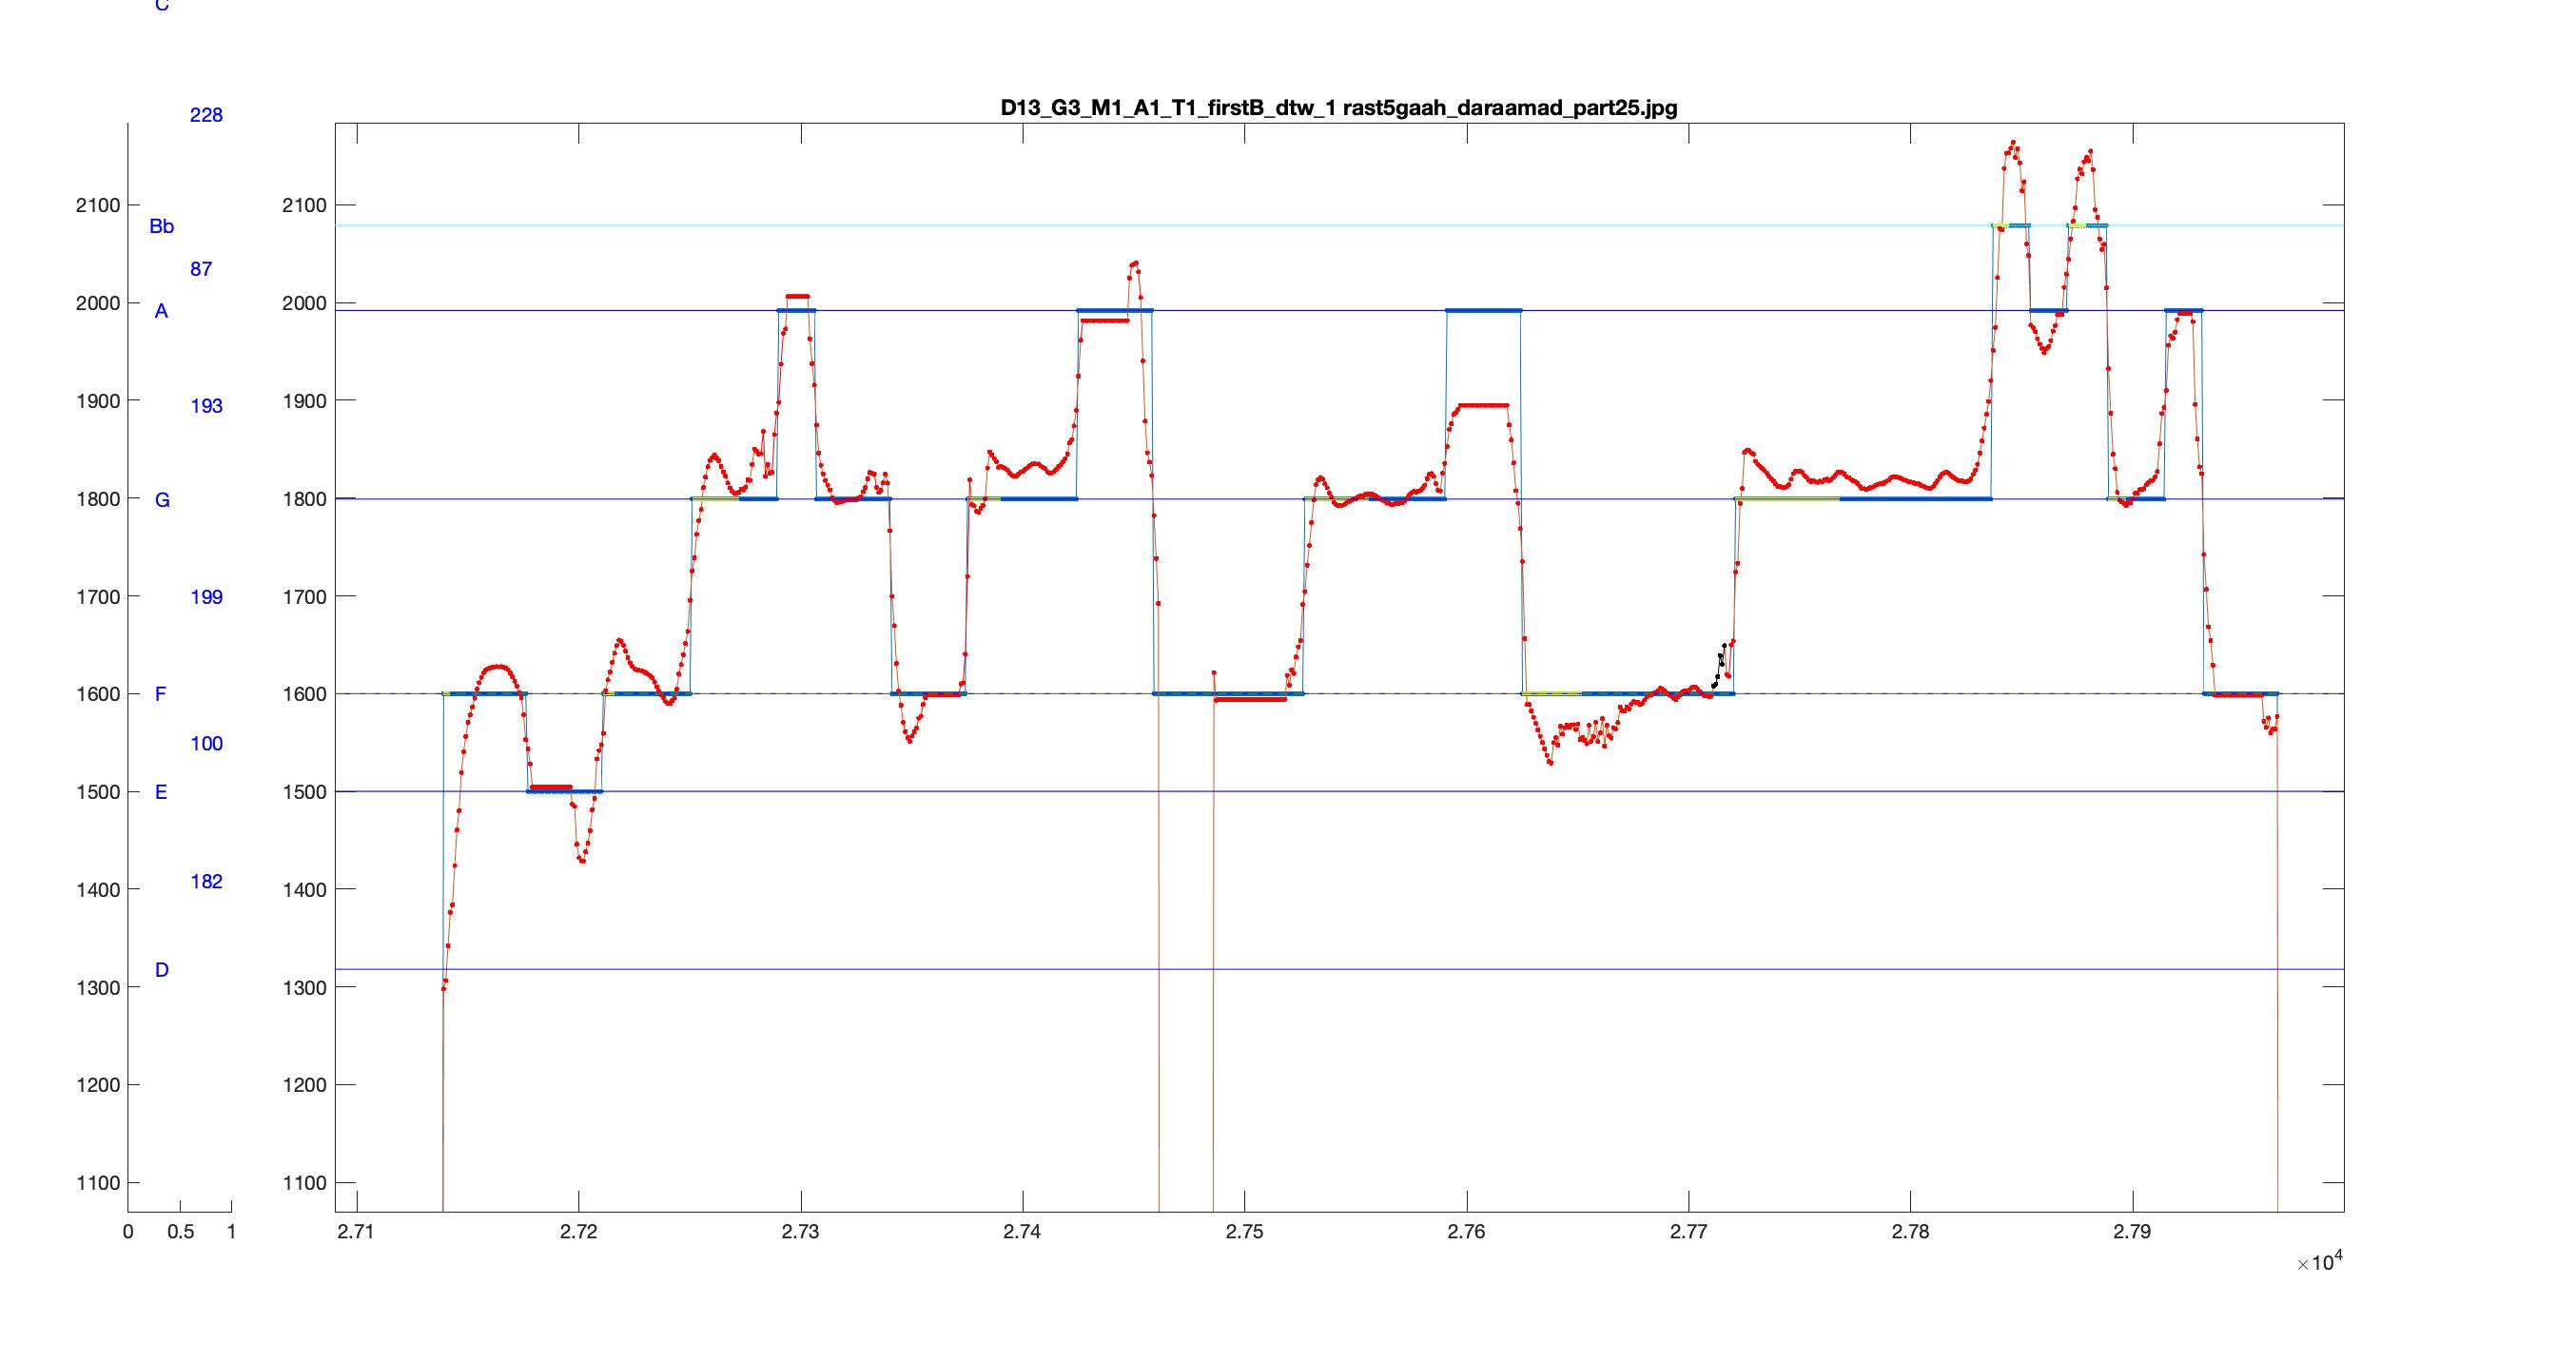 C
228
D13_G3_M1_A1_T1_firstB_dtw_1 rast5gaah_daraamad_part25.jpg
2100 2100
Bb
87
2000 2000
A
1900 193 1900
1800 G 1800
1700 199 1700
1600 F 1600
100
1500 E 1500
1400 182 1400
D
1300 1300
1200 1200
1100 1100
0 0.5 1 2.71 2.72 2.73 2.74 2.75 2.76 2.77 2.78 2.79
×10⁴